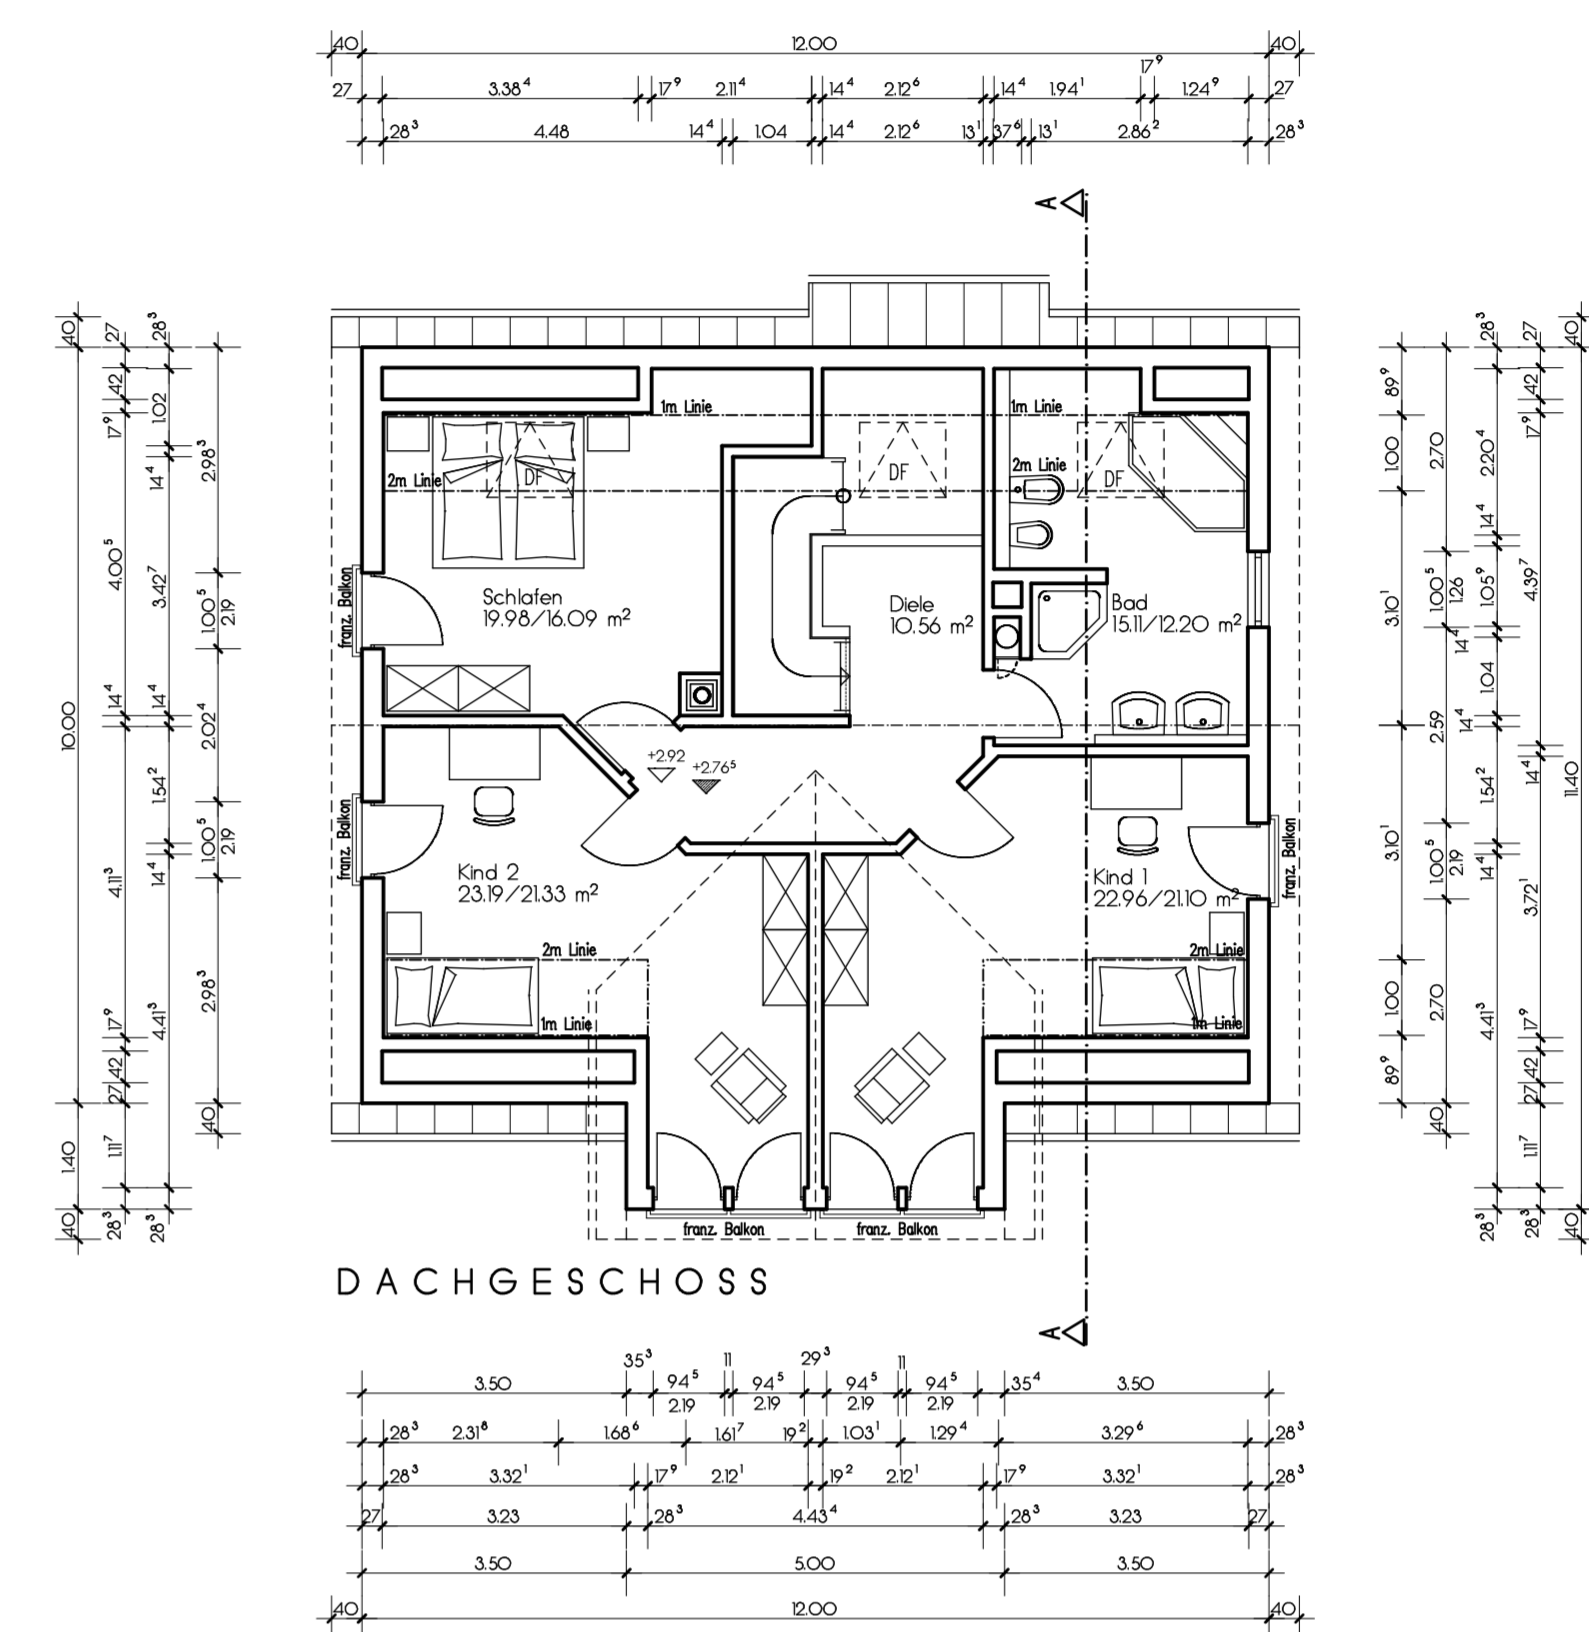 40 12.00 40
17⁹
27 3.38⁴ 17⁹ 2.11⁴ 14⁴ 2.12⁶ 14⁴ 1.94¹ 1.24⁹ 27
28³ 4.48 14⁴ 1.04 14⁴ 2.12⁶ 13¹ 37⁶ 13¹ 2.86² 28³
A
40 10.00 1.40 40
27 42 17⁹ 4.00⁵ 14⁴ 4.11³ 17⁹ 42 27 1.11⁷ 28³
28³ 1.02 14⁴ 3.42⁷ 14⁴ 1.54² 14⁴ 4.41³ 28³
2.98³ 1.00⁵ 2.02⁴ 1.00⁵ 2.98³ 40
2.19 2.19
1m Linie
1m Linie
2m Linie
2m Linie
DF
DF
DF
franz. Balkon
Schlafen
19.98/16.09 m²
Diele
10.56 m²
Bad
15.11/12.20 m²
+2.92
+2.76⁵
franz. Balkon
Kind 2
23.19/21.33 m²
Kind 1
22.96/21.10 m²
franz. Balkon
2m Linie
2m Linie
1m Linie
1m Linie
franz. Balkon
franz. Balkon
89⁹ 1.00 3.10¹ 3.10¹ 1.00 89⁹
2.70 1.00⁵ 2.59 1.00⁵ 2.70 40
1.26 2.19
28³ 2.20⁴ 14⁴ 1.05⁹ 14⁴ 1.04 14⁴ 1.54² 14⁴ 4.41³ 28³
27 42 17⁹ 4.39⁷ 14⁴ 3.72¹ 17⁹ 42 27 1.11⁷ 28³
40 11.40 40
DACHGESCHOSS
A
35³ 11 29³ 11
3.50 94⁵ 94⁵ 94⁵ 94⁵ 35⁴ 3.50
2.19 2.19 2.19 2.19
28³ 2.31⁸ 1.68⁶ 1.61⁷ 19² 1.03¹ 1.29⁴ 3.29⁶ 28³
28³ 3.32¹ 17⁹ 2.12¹ 19² 2.12¹ 17⁹ 3.32¹ 28³
27 3.23 28³ 4.43⁴ 28³ 3.23 27
3.50 5.00 3.50
40 12.00 40